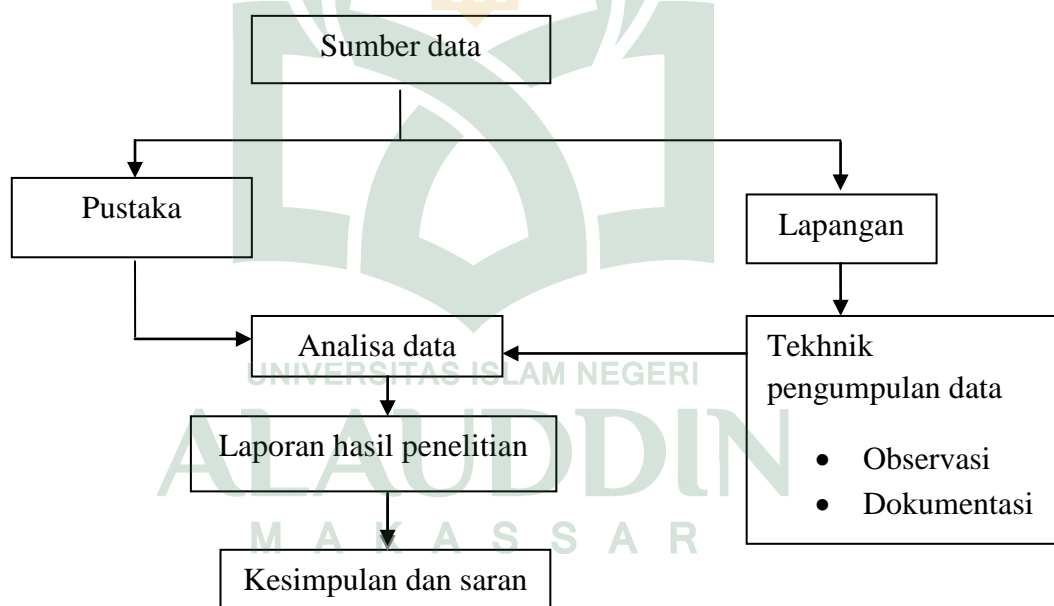 Sumber data
Pustaka
Lapangan
Analisa data
Tekhnik
pengumpulan data
• Observasi
• Dokumentasi
UNIVERSITAS ISLAM NEGERI
ALAUDDIN
MAKASSAR
Laporan hasil penelitian
Kesimpulan dan saran